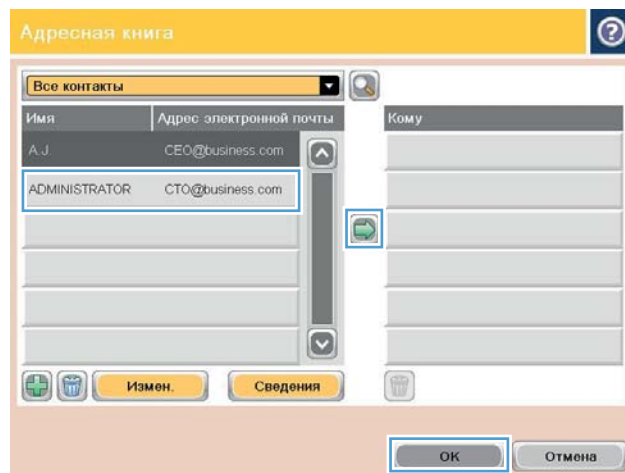 Адресная книга
?
Все контакты
Имя Адрес электронной почты Кому
A.J. CEO@business.com
ADMINISTRATOR CTO@business.com
Измен. Сведения
ОК Отмена